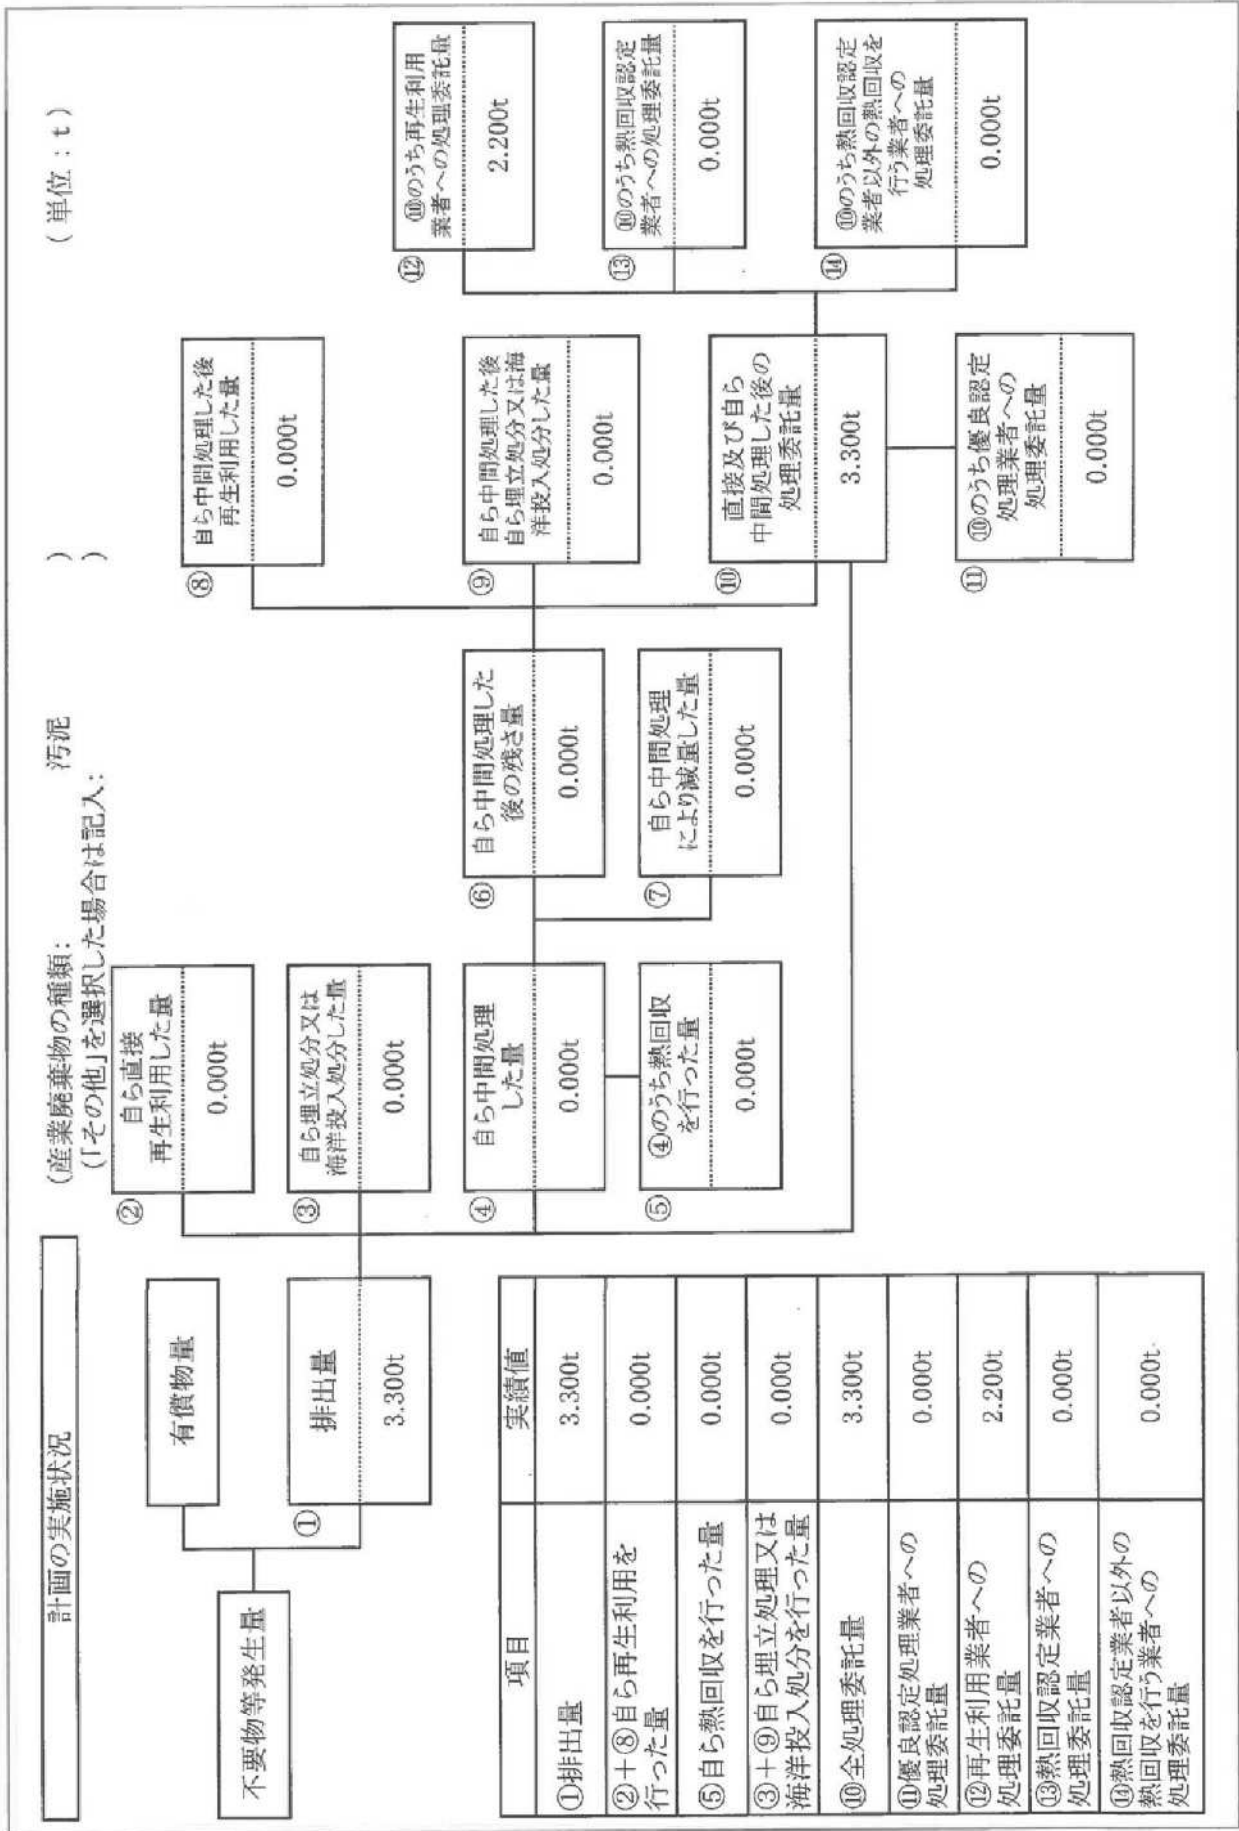 計画の実施状況
(産業廃棄物の種類: 汚泥 )
(「その他」を選択した場合は記入: )
(単位:t)
不要物等発生量
有償物量
①
排出量
3.300t
②
自ら直接
再生利用した量
0.000t
③
自ら埋立処分又は
海洋投入処分した量
0.000t
④
自ら中間処理
した量
0.000t
⑤
④のうち熱回収
を行った量
0.000t
⑥
自ら中間処理した
後の残さ量
0.000t
⑦
自ら中間処理
により減量した量
0.000t
⑧
自ら中間処理した後
再生利用した量
0.000t
⑨
自ら中間処理した後
自ら埋立処分又は海
洋投入処分した量
0.000t
⑩
直接及び自ら
中間処理した後の
処理委託量
3.300t
⑪
⑩のうち優良認定
処理業者への
処理委託量
0.000t
⑫
⑩のうち再生利用
業者への処理委託量
2.200t
⑬
⑩のうち熱回収認定
業者への処理委託量
0.000t
⑭
⑩のうち熱回収認定
業者以外の熱回収を
行う業者への
処理委託量
0.000t
項目 実績値
①排出量 3.300t
②+⑧自ら再生利用を
行った量 0.000t
⑤自ら熱回収を行った量 0.000t
③+⑨自ら埋立処理又は
海洋投入処分を行った量 0.000t
⑩全処理委託量 3.300t
⑪優良認定処理業者への
処理委託量 0.000t
⑫再生利用業者への
処理委託量 2.200t
⑬熱回収認定業者への
処理委託量 0.000t
⑭熱回収認定業者以外の
熱回収を行う業者への
処理委託量 0.000t